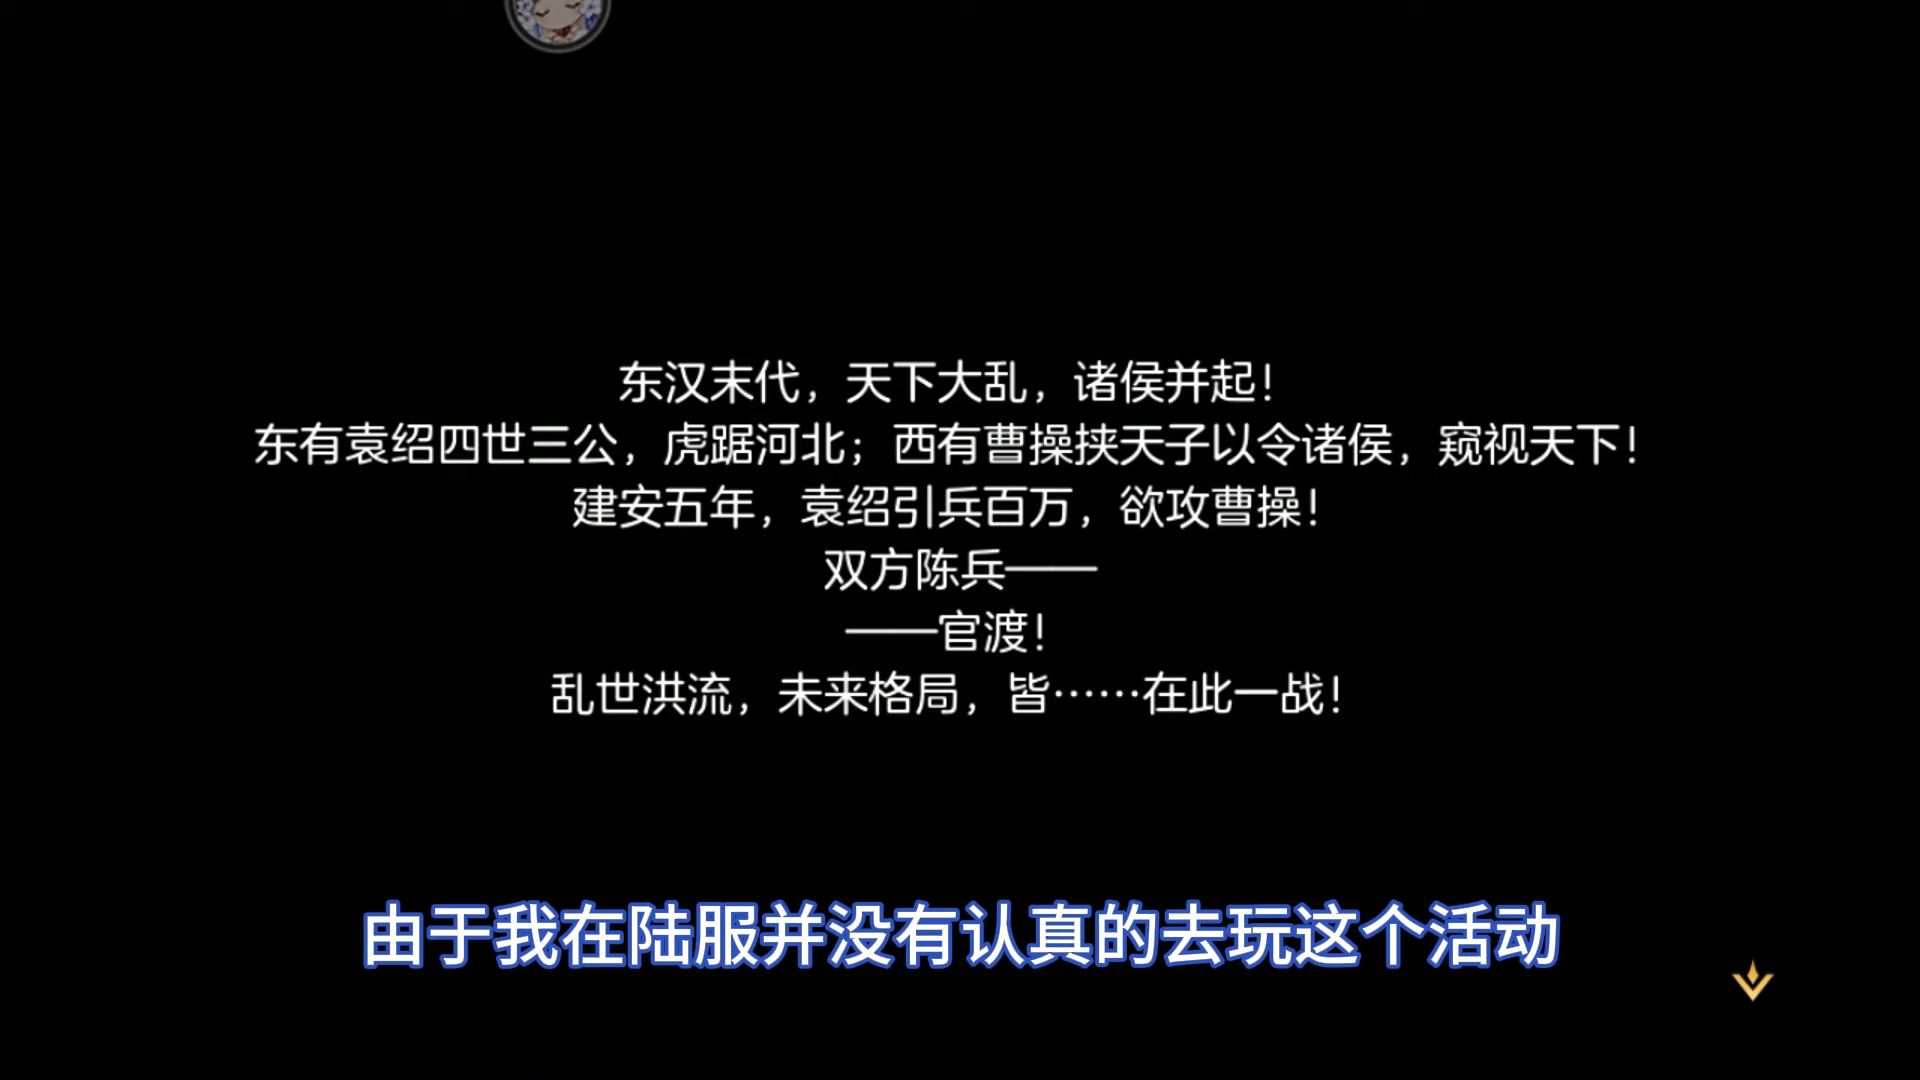 东汉末代，天下大乱，诸侯并起！
东有袁绍四世三公，虎踞河北；西有曹操挟天子以令诸侯，窥视天下！
建安五年，袁绍引兵百万，欲攻曹操！
双方陈兵——
——官渡！
乱世洪流，未来格局，皆……在此一战！
由于我在陆服并没有认真的去玩这个活动